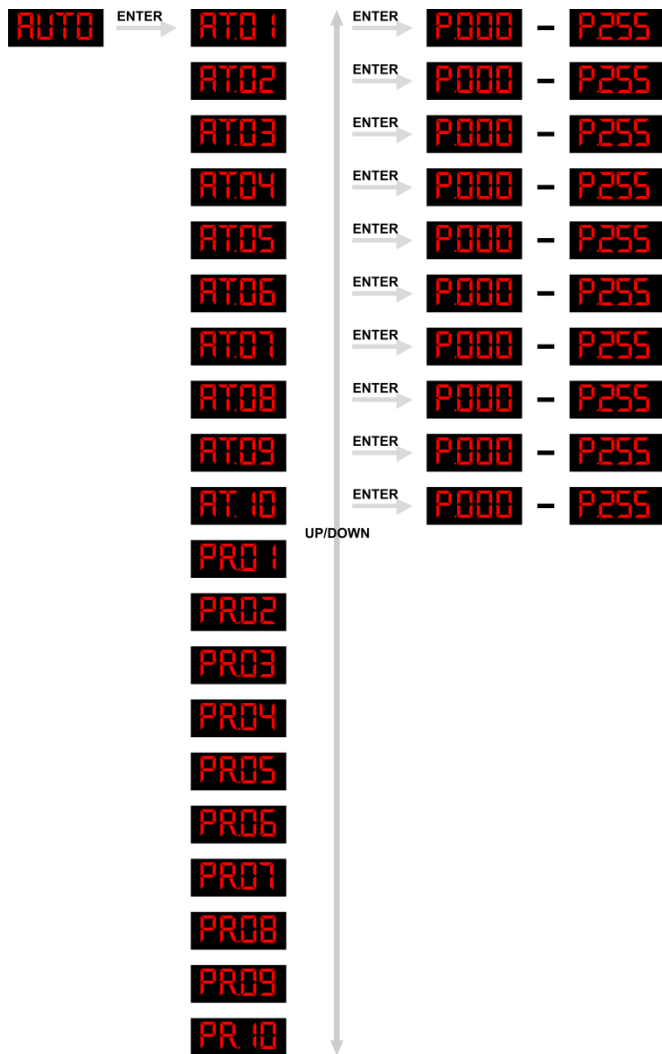 AUTO ENTER AT.01 ENTER P.000 - P.255
AT.02 ENTER P.000 - P.255
AT.03 ENTER P.000 - P.255
AT.04 ENTER P.000 - P.255
AT.05 ENTER P.000 - P.255
AT.06 ENTER P.000 - P.255
AT.07 ENTER P.000 - P.255
AT.08 ENTER P.000 - P.255
AT.09 ENTER P.000 - P.255
AT.10 ENTER P.000 - P.255
UP/DOWN
PR.01
PR.02
PR.03
PR.04
PR.05
PR.06
PR.07
PR.08
PR.09
PR.10